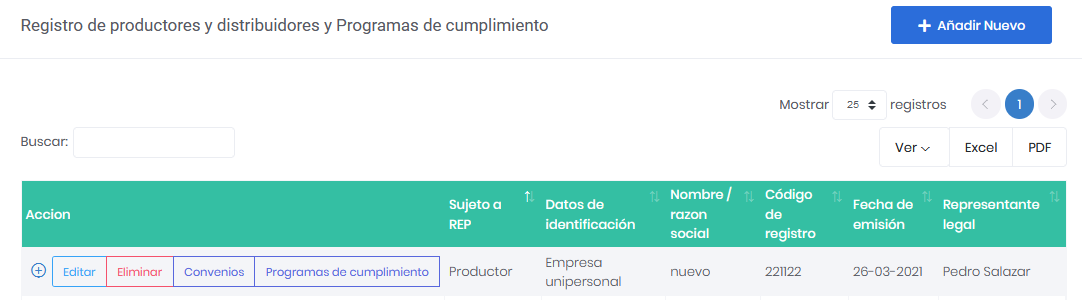 Registro de productores y distribuidores y Programas de cumplimiento
Añadir Nuevo
Mostrar 25 registros
1
Buscar:
Ver
Excel
PDF
Accion
Sujeto a
REP
Datos de
identificación
Nombre /
razon
social
Código
de
registro
Fecha de
emisión
Representante
legal
Editar
Eliminar
Convenios
Programas de cumplimiento
Productor
Empresa
unipersonal
nuevo
221122
26-03-2021
Pedro Salazar